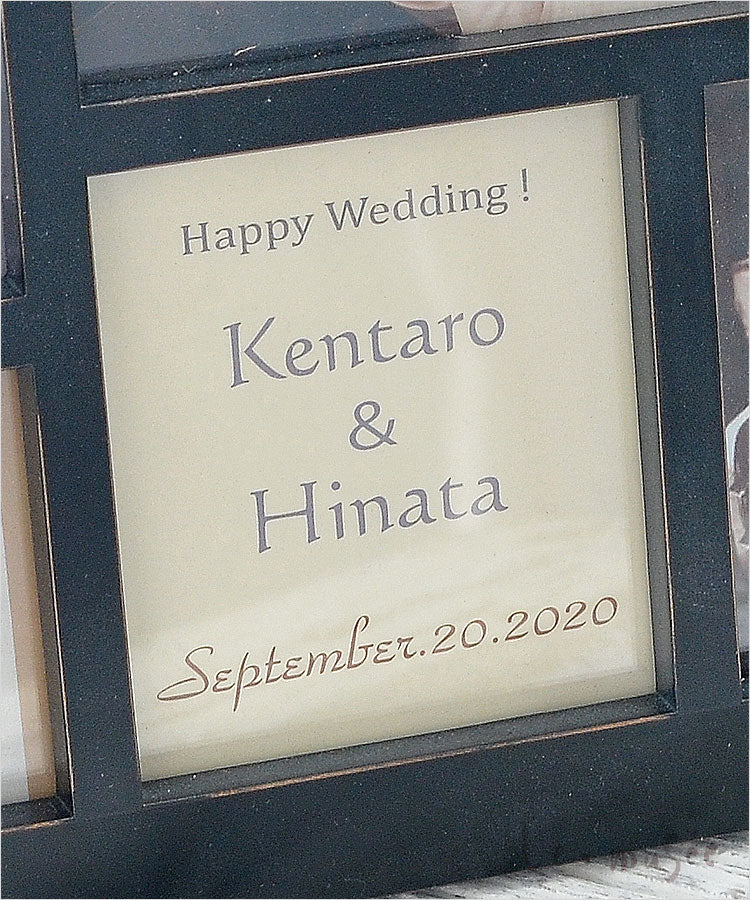 Happy Wedding!
Kentaro
&
Hinata
September.20.2020